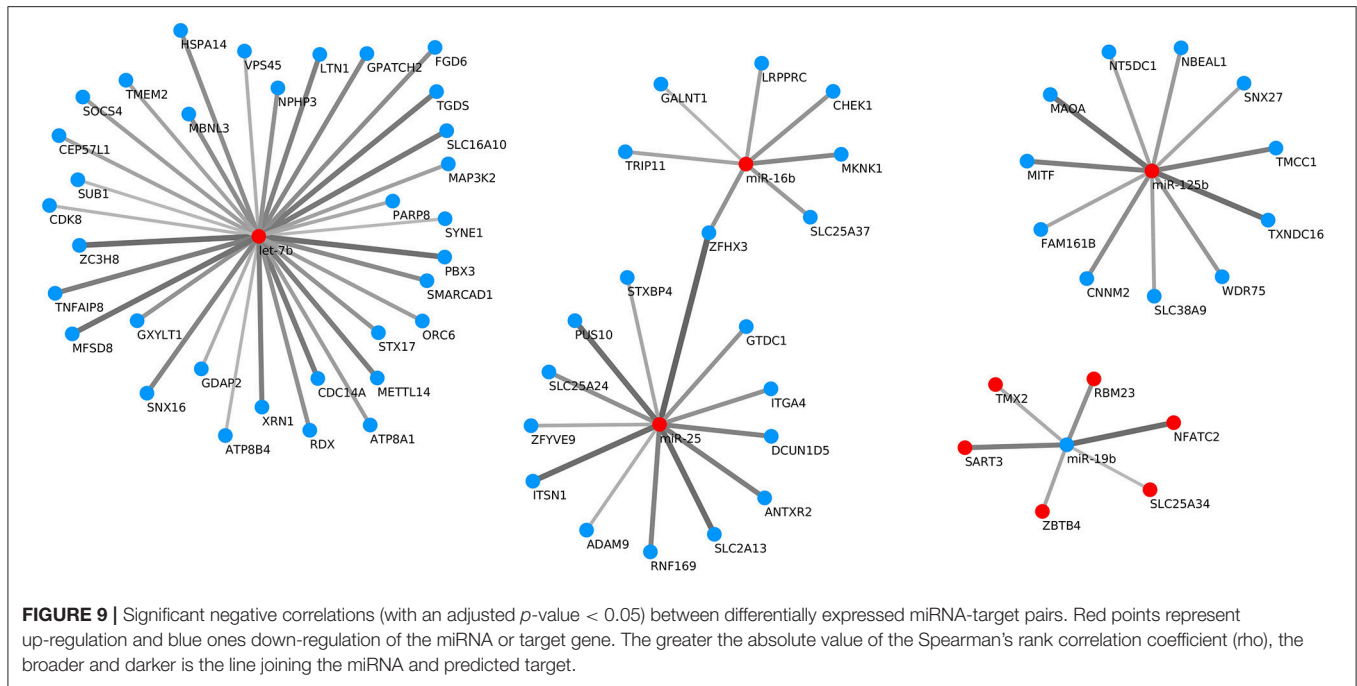 HSPA14
VPS45
LTN1
GPATCH2
FGD6
TMEM2
NPHP3
TGDS
SOCS4
MBNL3
SLC16A10
CEP57L1
MAP3K2
SUB1
PARP8
CDK8
SYNE1
let-7b
ZC3H8
PBX3
SMARCAD1
TNFAIP8
ORC6
GXYLT1
MFSD8
STX17
GDAP2
CDC14A
METTL14
SNX16
XRN1
ATP8B4
RDX
ATP8A1
LRPPRC
GALNT1
CHEK1
TRIP11
MKNK1
miR-16b
SLC25A37
ZFHX3
STXBP4
PUS10
GTDC1
SLC25A24
ITGA4
ZFYVE9
miR-25
DCUN1D5
ITSN1
ANTXR2
ADAM9
SLC2A13
RNF169
NT5DC1
NBEAL1
MAOA
SNX27
MITF
TMCC1
miR-125b
FAM161B
TXNDC16
CNNM2
WDR75
SLC38A9
TMX2
RBM23
NFATC2
SART3
miR-19b
SLC25A34
ZBTB4
FIGURE 9 | Significant negative correlations (with an adjusted p-value < 0.05) between differentially expressed miRNA-target pairs. Red points represent
up-regulation and blue ones down-regulation of the miRNA or target gene. The greater the absolute value of the Spearman's rank correlation coefficient (rho), the
broader and darker is the line joining the miRNA and predicted target.